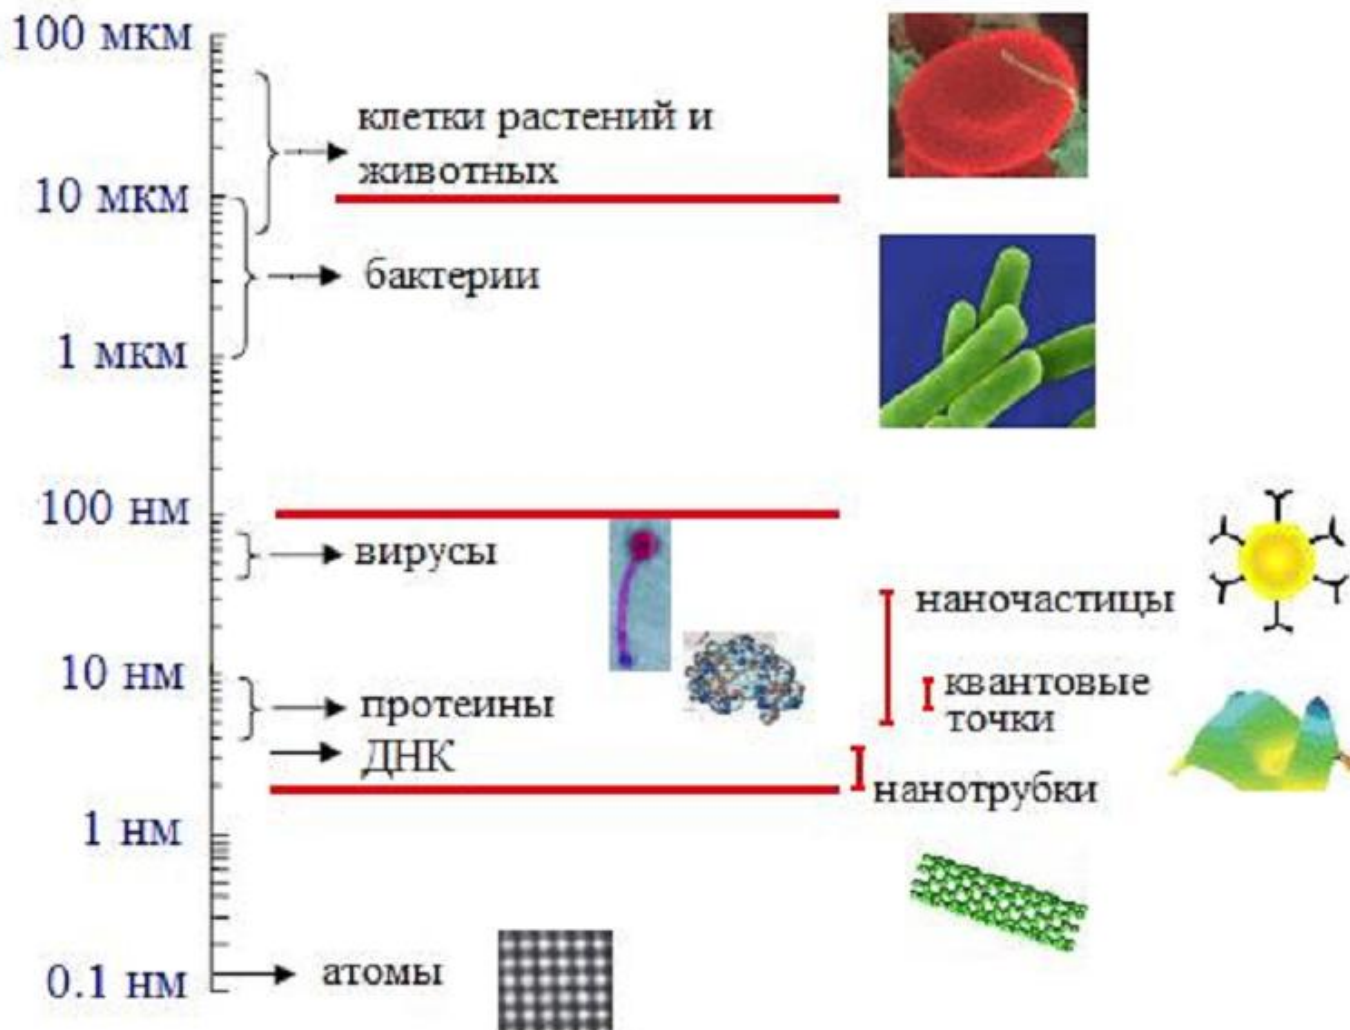 100 мкм
клетки растений и
животных
10 мкм
бактерии
1 мкм
100 нм
вирусы
наночастицы
10 нм
квантовые
точки
протеины
ДНК
нанотрубки
1 нм
0.1 нм
атомы